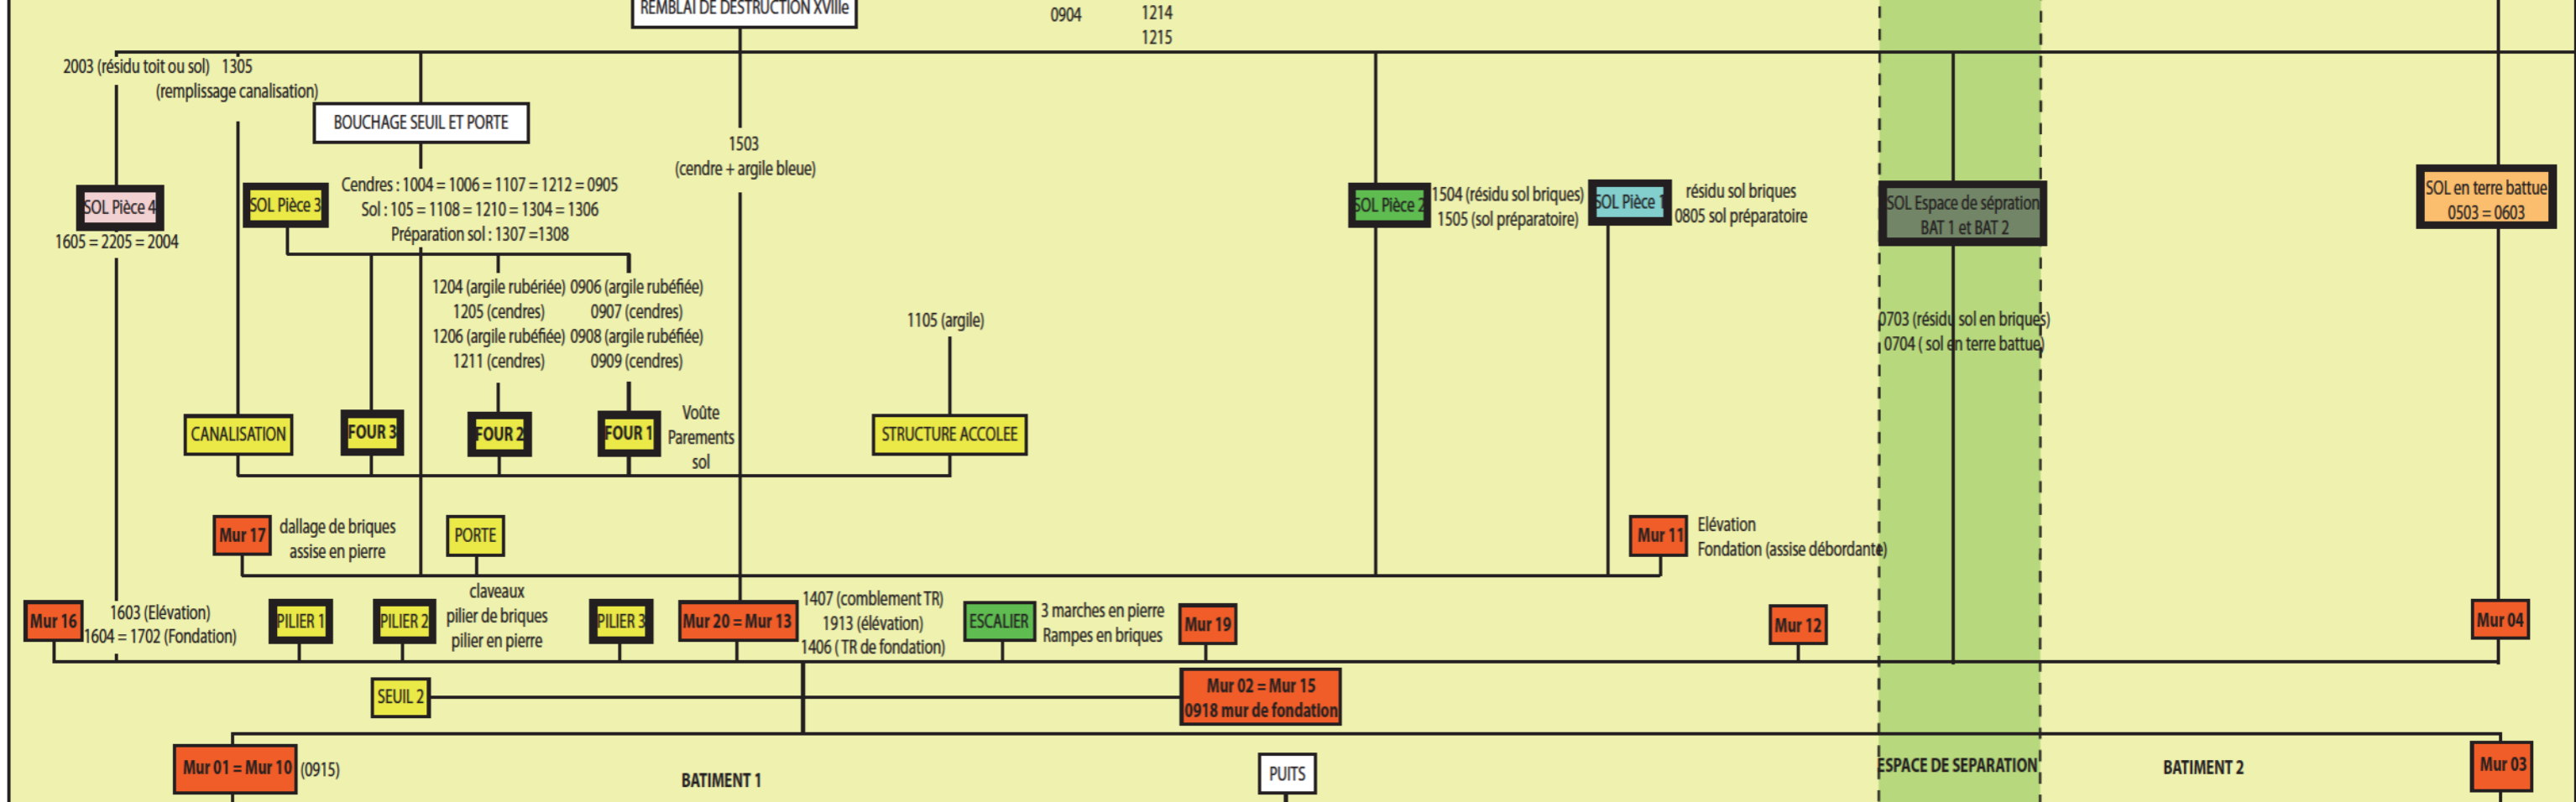 REMBLAI DE DESTRUCTION XVIIIe
0904
1214
1215
2003 (résidu toit ou sol)
1305
(remplissage canalisation)
BOUCHAGE SEUIL ET PORTE
1503
(cendre + argile bleue)
SOL Pièce 4
1605 = 2205 = 2004
SOL Pièce 3
Cendres : 1004 = 1006 = 1107 = 1212 = 0905
Sol : 105 = 1108 = 1210 = 1304 = 1306
Préparation sol : 1307 =1308
SOL Pièce 2
1504 (résidu sol briques)
1505 (sol préparatoire)
SOL Pièce 1
résidu sol briques
0805 sol préparatoire
SOL Espace de sépration
BAT 1 et BAT 2
SOL en terre battue
0503 = 0603
1204 (argile rubériée)
1205 (cendres)
1206 (argile rubéfiée)
1211 (cendres)
0906 (argile rubéfiée)
0907 (cendres)
0908 (argile rubéfiée)
0909 (cendres)
1105 (argile)
0703 (résidu sol en briques)
0704 ( sol en terre battue)
CANALISATION
FOUR 3
FOUR 2
FOUR 1
Voûte
Parements
sol
STRUCTURE ACCOLEE
Mur 17
dallage de briques
assise en pierre
PORTE
Mur 11
Elévation
Fondation (assise débordante)
Mur 16
1603 (Elévation)
1604 = 1702 (Fondation)
PILIER 1
PILIER 2
claveaux
pilier de briques
pilier en pierre
PILIER 3
Mur 20 = Mur 13
1407 (comblement TR)
1913 (élévation)
1406 ( TR de fondation)
ESCALIER
3 marches en pierre
Rampes en briques
Mur 19
Mur 12
Mur 04
SEUIL 2
Mur 02 = Mur 15
0918 mur de fondation
Mur 01 = Mur 10
(0915)
BATIMENT 1
PUITS
ESPACE DE SEPARATION
BATIMENT 2
Mur 03